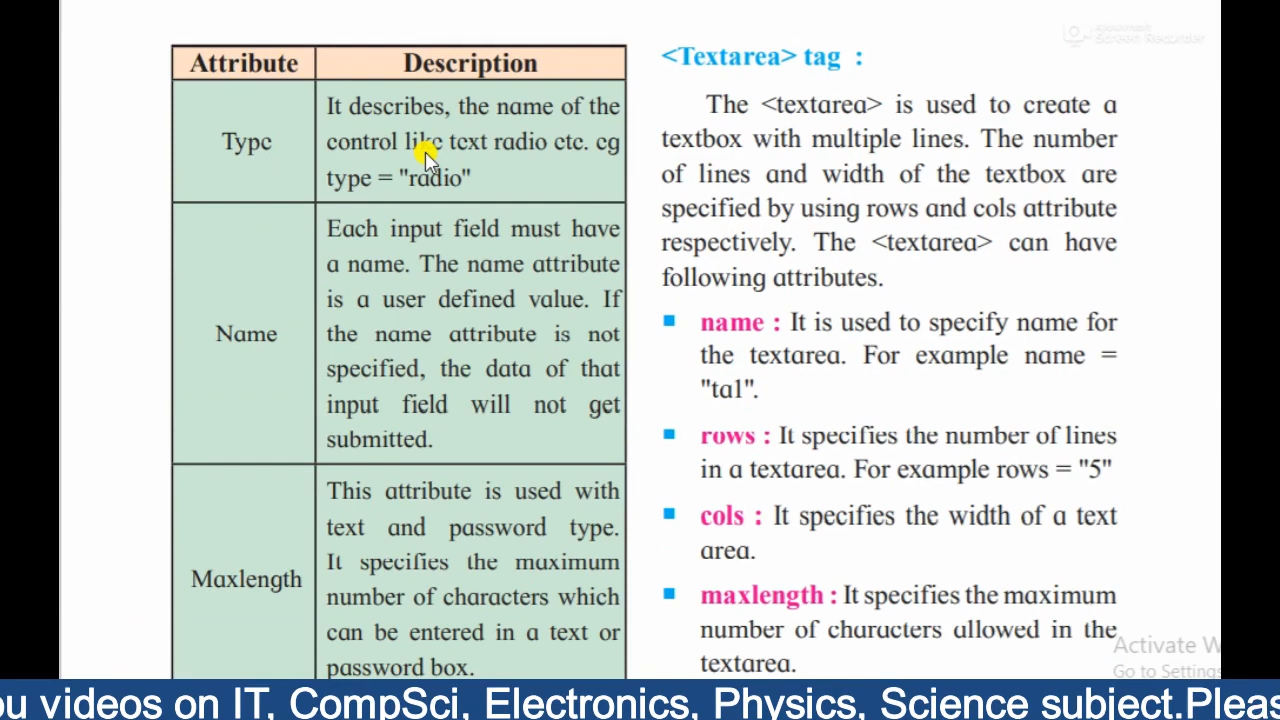 Attribute Description
Type
It describes, the name of the
control like text radio etc. eg
type = "radio"
Name
Each input field must have
a name. The name attribute
is a user defined value. If
the name attribute is not
specified, the data of that
input field will not get
submitted.
Maxlength
This attribute is used with
text and password type.
It specifies the maximum
number of characters which
can be entered in a text or
password box.
<Textarea> tag :
The <textarea> is used to create a
textbox with multiple lines. The number
of lines and width of the textbox are
specified by using rows and cols attribute
respectively. The <textarea> can have
following attributes.
name : It is used to specify name for
the textarea. For example name =
"ta1".
rows : It specifies the number of lines
in a textarea. For example rows = "5"
cols : It specifies the width of a text
area.
maxlength : It specifies the maximum
number of characters allowed in the
textarea.
Screen Recorder
Activate W
Go to Settings
ou videos on IT, CompSci, Electronics, Physics, Science subject.Pleas